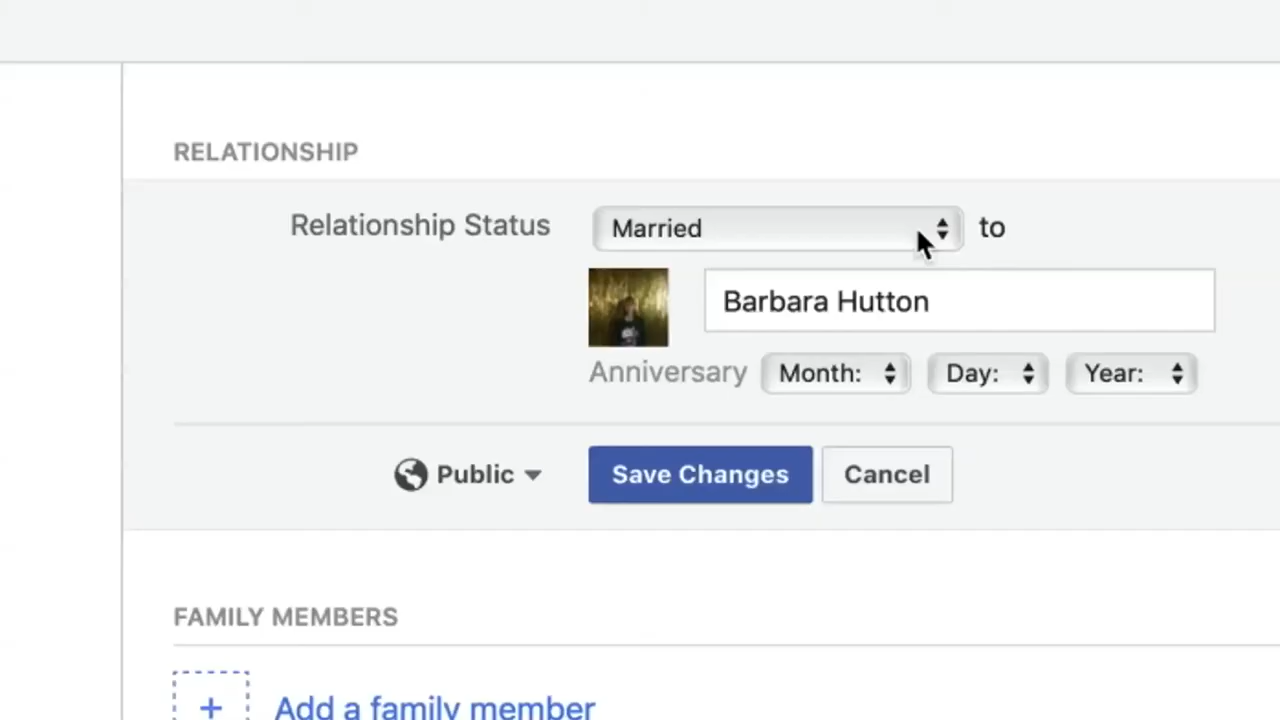 RELATIONSHIP
Relationship Status Married to
Barbara Hutton
Anniversary Month: Day: Year:
Public Save Changes Cancel
FAMILY MEMBERS
+ Add a family member